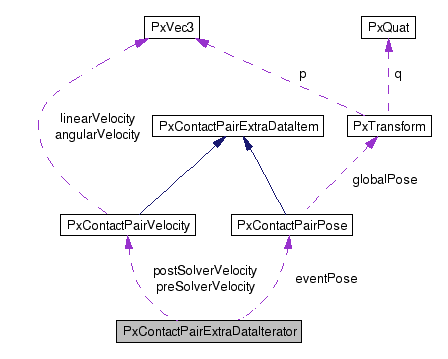 PxVec3
PxQuat
p
q
linearVelocity
angularVelocity
PxContactPairExtraDataItem
PxTransform
globalPose
PxContactPairVelocity
PxContactPairPose
postSolverVelocity
preSolverVelocity
eventPose
PxContactPairExtraDataIterator